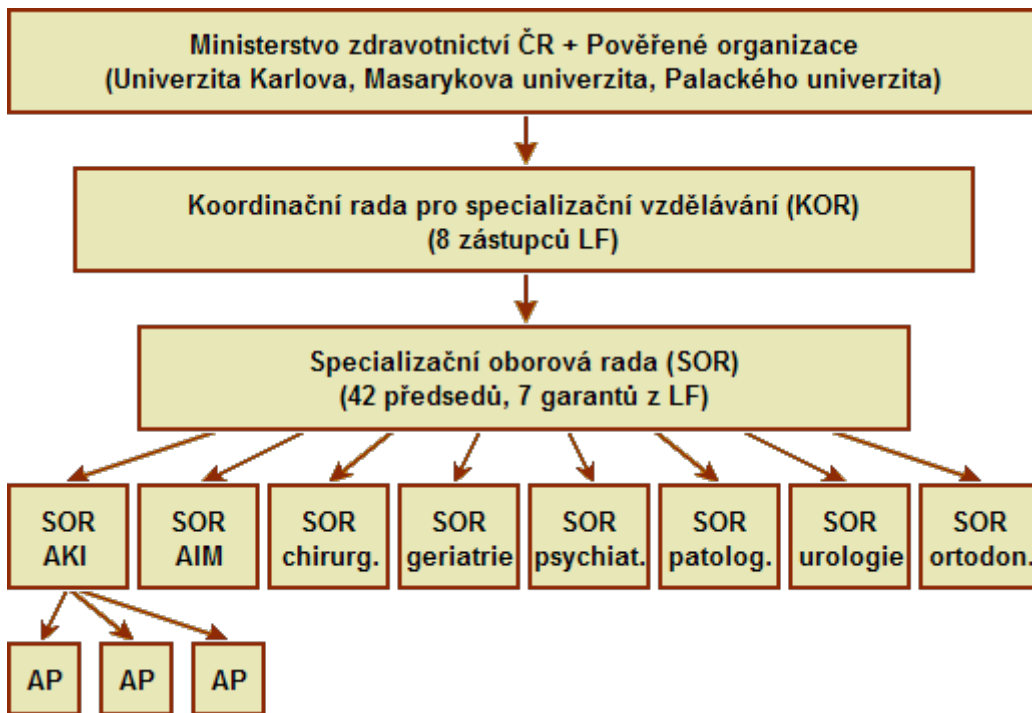 Ministerstvo zdravotnictví ČR + Pověřené organizace
(Univerzita Karlova, Masarykova univerzita, Palackého univerzita)
Koordinační rada pro specializační vzdělávání (KOR)
(8 zástupců LF)
Specializační oborová rada (SOR)
(42 předsedů, 7 garantů z LF)
SOR
AKI
SOR
AIM
SOR
chirurg.
SOR
geriatrie
SOR
psychiat.
SOR
patolog.
SOR
urologie
SOR
ortodon.
AP
AP
AP